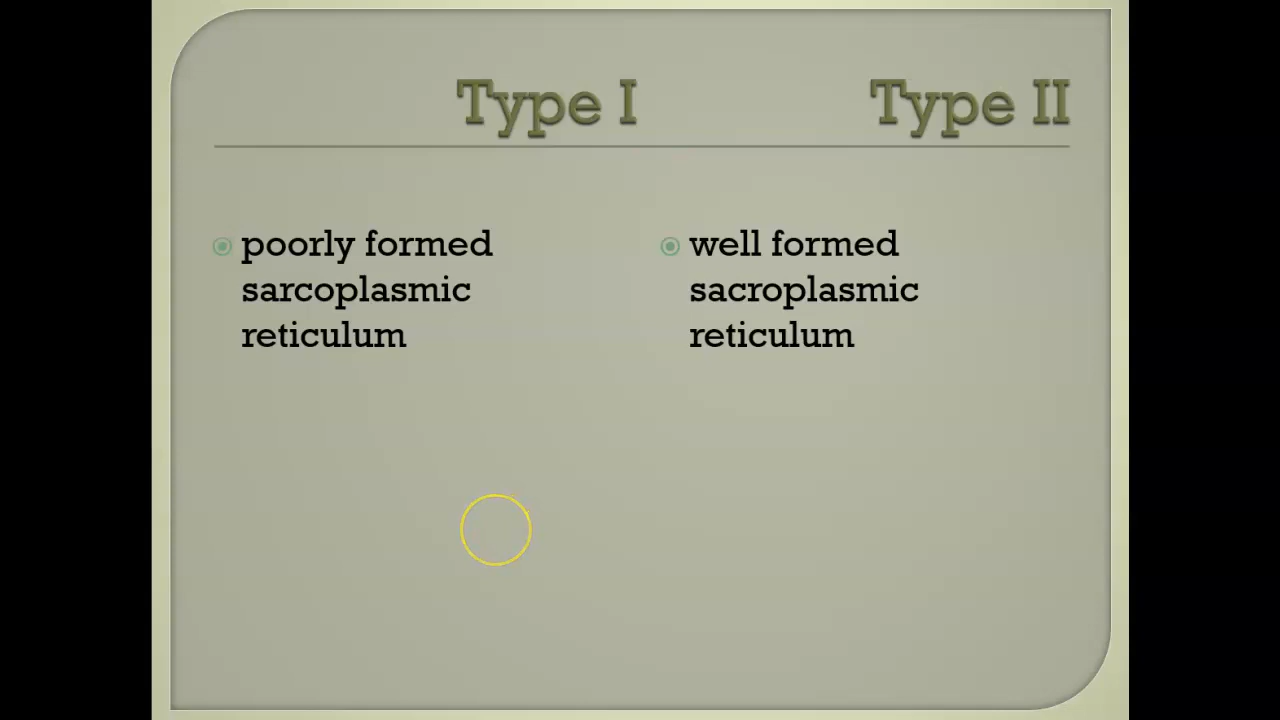 Type I Type II
poorly formed
sarcoplasmic
reticulum
well formed
sacroplasmic
reticulum